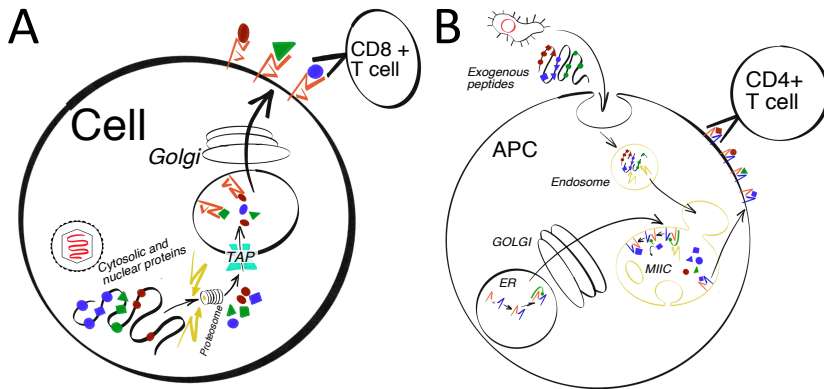 A
CD8 +
T cell
Cell
Golgi
TAP
Cytosolic and
nuclear proteins
Proteosome
B
Exogenous
peptides
CD4+
T cell
APC
Endosome
GOLGI
ER
MIIC